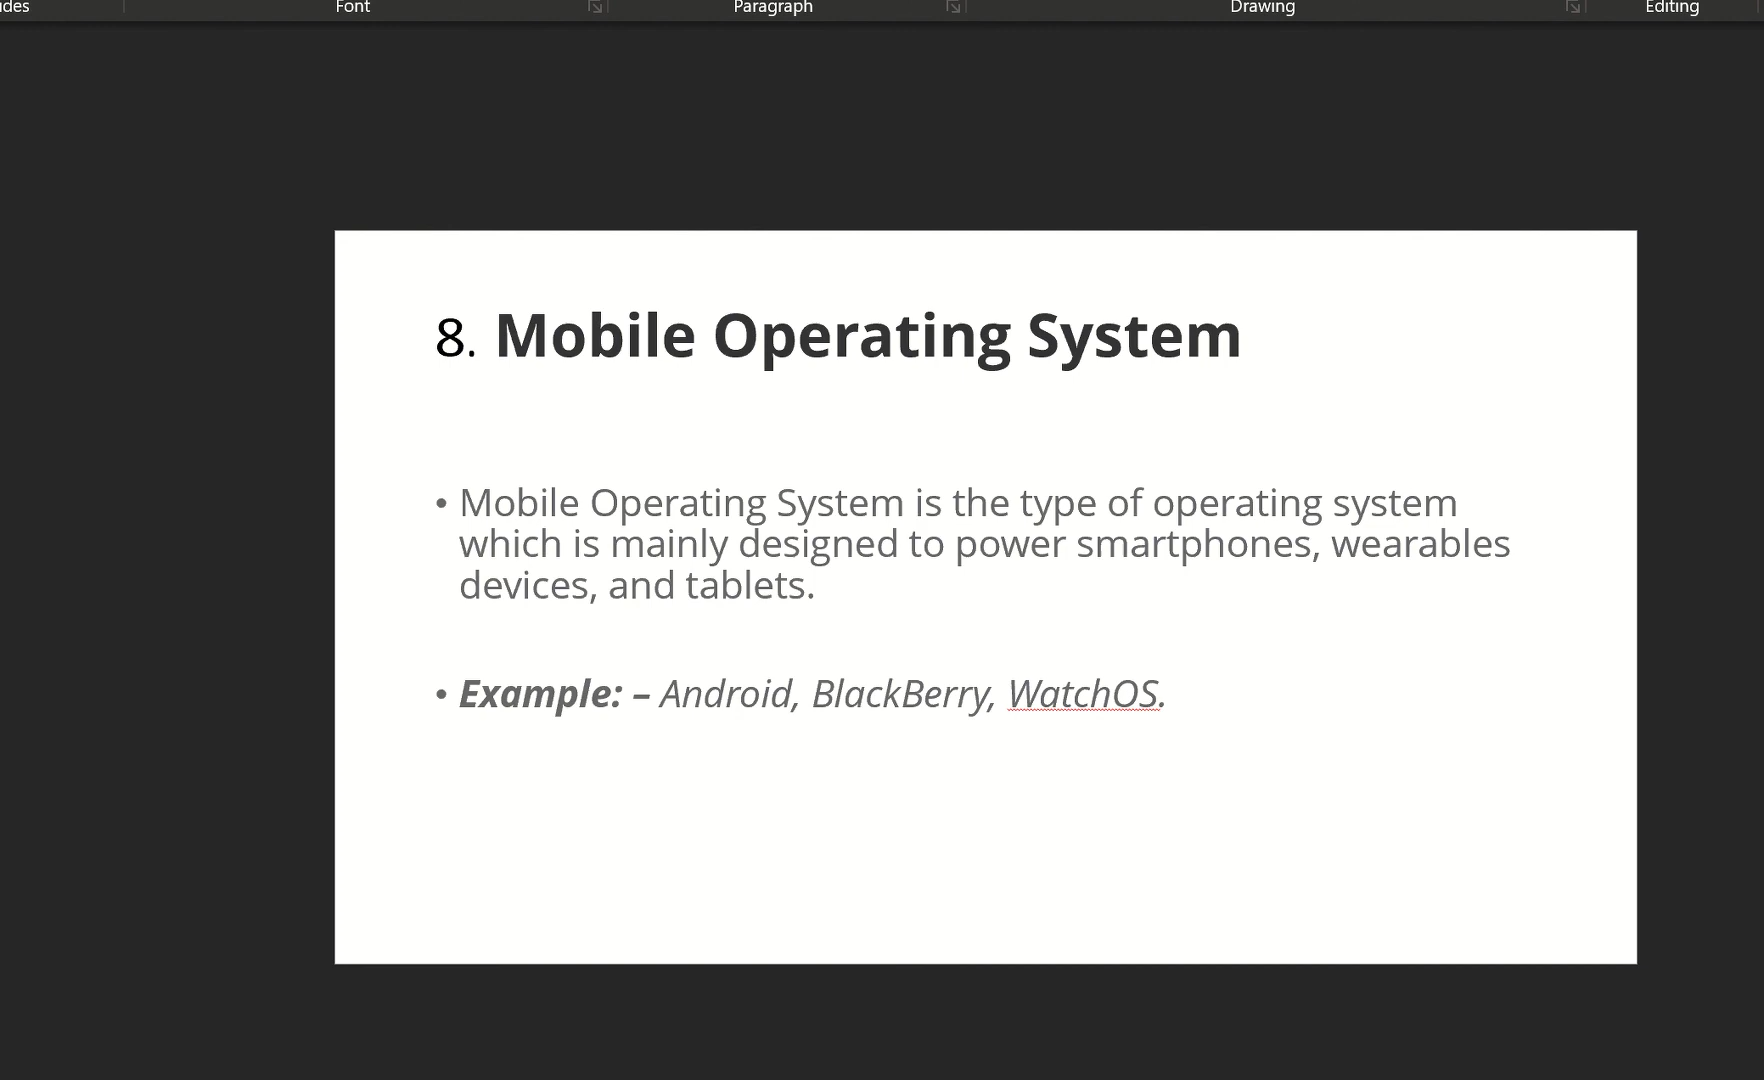 Font Paragraph Drawing Editing
8. Mobile Operating System
• Mobile Operating System is the type of operating system
which is mainly designed to power smartphones, wearables
devices, and tablets.
• Example: – Android, BlackBerry, WatchOS.